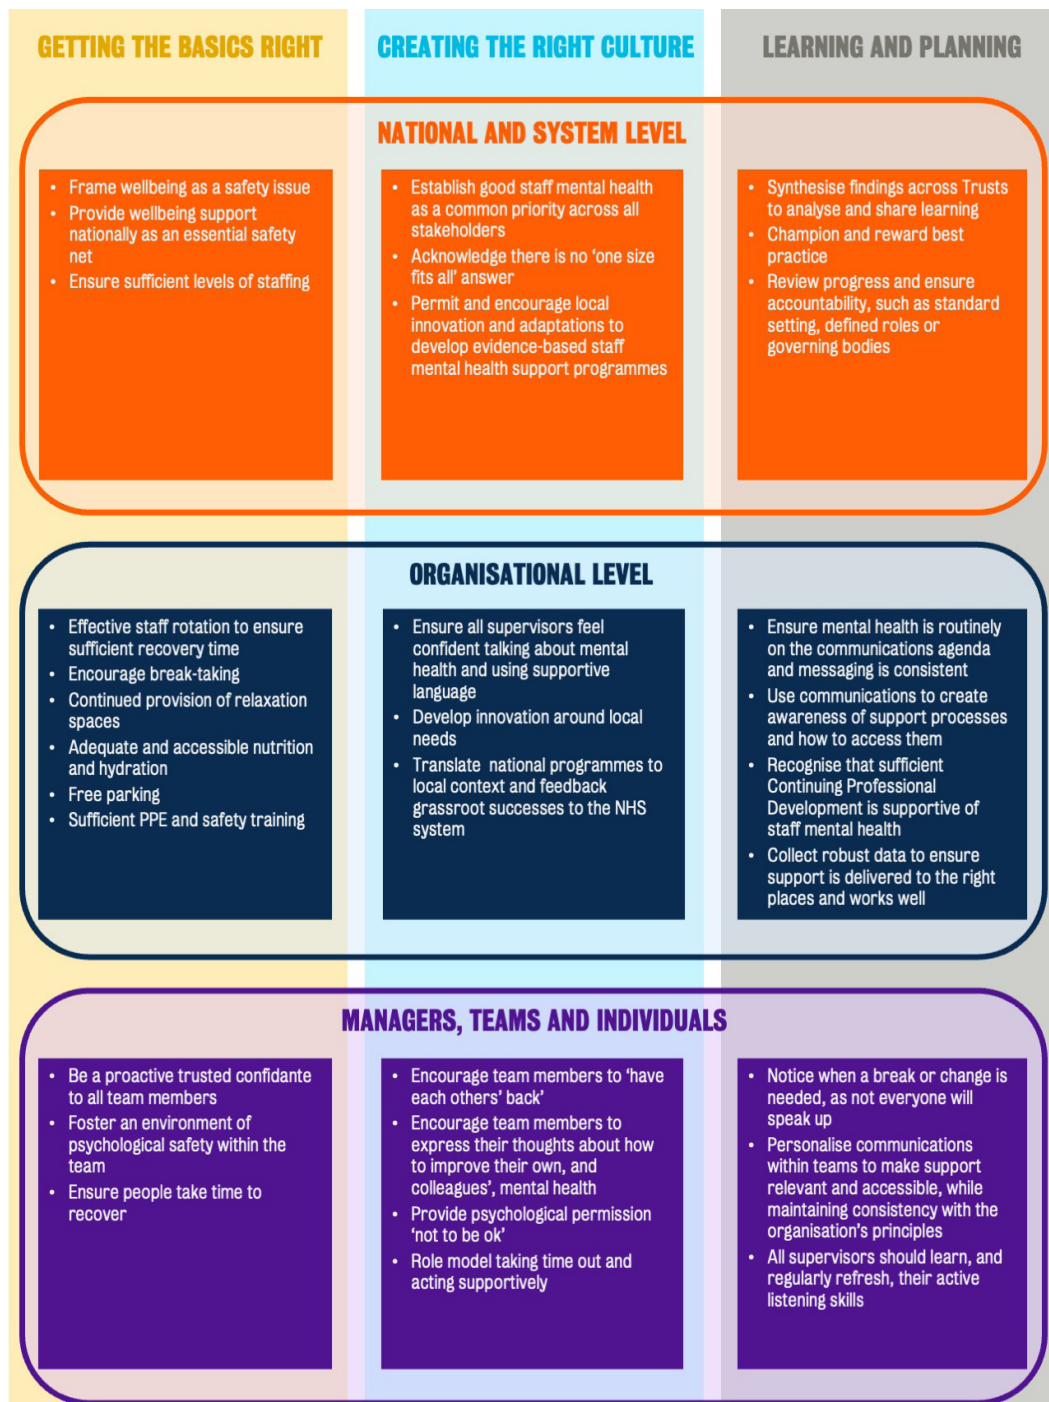 GETTING THE BASICS RIGHT
CREATING THE RIGHT CULTURE
LEARNING AND PLANNING
NATIONAL AND SYSTEM LEVEL
• Frame wellbeing as a safety issue
• Provide wellbeing support
nationally as an essential safety
net
• Ensure sufficient levels of staffing
• Establish good staff mental health
as a common priority across all
stakeholders
• Acknowledge there is no ‘one size
fits all’ answer
• Permit and encourage local
innovation and adaptations to
develop evidence-based staff
mental health support programmes
• Synthesise findings across Trusts
to analyse and share learning
• Champion and reward best
practice
• Review progress and ensure
accountability, such as standard
setting, defined roles or
governing bodies
ORGANISATIONAL LEVEL
• Effective staff rotation to ensure
sufficient recovery time
• Encourage break-taking
• Continued provision of relaxation
spaces
• Adequate and accessible nutrition
and hydration
• Free parking
• Sufficient PPE and safety training
• Ensure all supervisors feel
confident talking about mental
health and using supportive
language
• Develop innovation around local
needs
• Translate national programmes to
local context and feedback
grassroot successes to the NHS
system
• Ensure mental health is routinely
on the communications agenda
and messaging is consistent
• Use communications to create
awareness of support processes
and how to access them
• Recognise that sufficient
Continuing Professional
Development is supportive of
staff mental health
• Collect robust data to ensure
support is delivered to the right
places and works well
MANAGERS, TEAMS AND INDIVIDUALS
• Be a proactive trusted confidante
to all team members
• Foster an environment of
psychological safety within the
team
• Ensure people take time to
recover
• Encourage team members to ‘have
each others’ back’
• Encourage team members to
express their thoughts about how
to improve their own, and
colleagues’, mental health
• Provide psychological permission
‘not to be ok’
• Role model taking time out and
acting supportively
• Notice when a break or change is
needed, as not everyone will
speak up
• Personalise communications
within teams to make support
relevant and accessible, while
maintaining consistency with the
organisation’s principles
• All supervisors should learn, and
regularly refresh, their active
listening skills